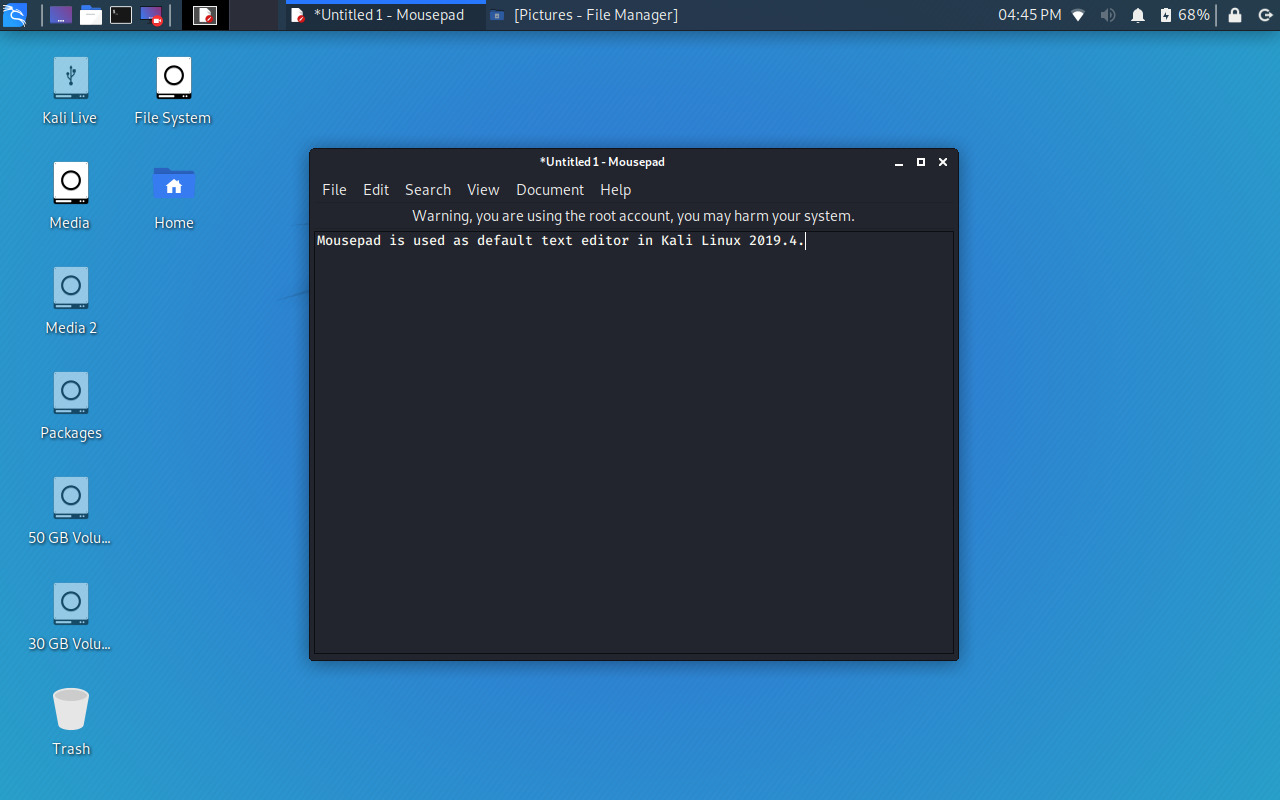 *Untitled 1 - Mousepad
[Pictures - File Manager]
04:45 PM
68%
Kali Live
File System
Media
Home
Media 2
Packages
50 GB Volu...
30 GB Volu...
Trash
*Untitled 1 - Mousepad
File Edit Search View Document Help
Warning, you are using the root account, you may harm your system.
Mousepad is used as default text editor in Kali Linux 2019.4.